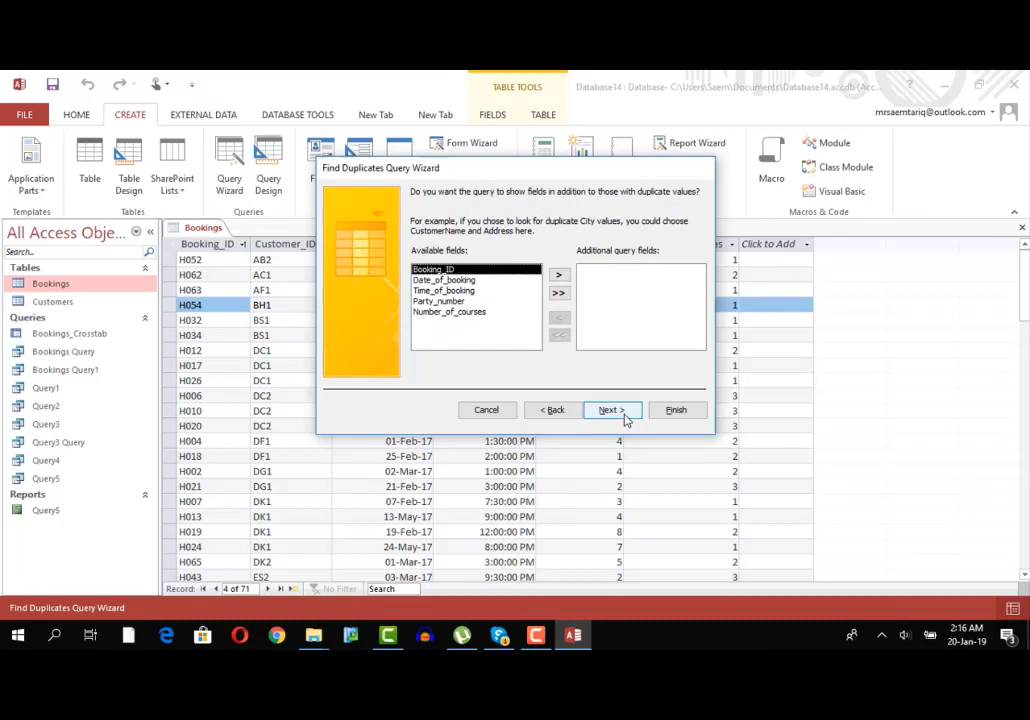 TABLE TOOLS
Database14 : Database- C:\Users\Saem\Documents\Database14.accdb (Acc...
FILE HOME CREATE EXTERNAL DATA DATABASE TOOLS New Tab New Tab FIELDS TABLE
mrsaemtariq@outlook.com
Application Parts
Table
Table Design
SharePoint Lists
Query Wizard
Query Design
Form Wizard
Report Wizard
Macro
Module
Class Module
Visual Basic
Templates Tables Queries Macros & Code
All Access Obje...
Search...
Tables
Bookings
Customers
Queries
Bookings_Crosstab
Bookings Query
Bookings Query1
Query1
Query2
Query3
Query3 Query
Query4
Query5
Reports
Query5
Bookings
Booking_ID Customer_ID Click to Add
H052 AB2 1
H062 AC1 2
H063 AF1 1
H054 BH1 1
H032 BS1 1
H034 BS1 1
H012 DC1 2
H017 DC1 1
H026 DC1 1
H006 DC2 2
H010 DC2 2
H020 DC2 2
H004 DF1 01-Feb-17 1:30:00 PM 4 2
H018 DF1 25-Feb-17 2:00:00 PM 1 2
H002 DG1 02-Mar-17 1:00:00 PM 4 2
H021 DG1 21-Feb-17 3:00:00 PM 2 3
H007 DK1 07-Feb-17 7:30:00 PM 3 1
H013 DK1 13-May-17 9:00:00 PM 4 1
H019 DK1 19-Feb-17 12:00:00 PM 8 2
H024 DK1 24-May-17 8:00:00 PM 7 1
H065 DK2 01-Mar-17 3:00:00 PM 5 2
H043 ES2 03-Mar-17 9:30:00 PM 2 3
Record: 4 of 71 No Filter Search
Find Duplicates Query Wizard
Do you want the query to show fields in addition to those with duplicate values?
For example, if you chose to look for duplicate City values, you could choose
CustomerName and Address here.
Available fields: Additional query fields:
Booking_ID
Date_of_booking
Time_of_booking
Party_number
Number_of_courses
>
>>
<
<<
Cancel < Back Next > Finish
Find Duplicates Query Wizard
2:16 AM
20-Jan-19
3